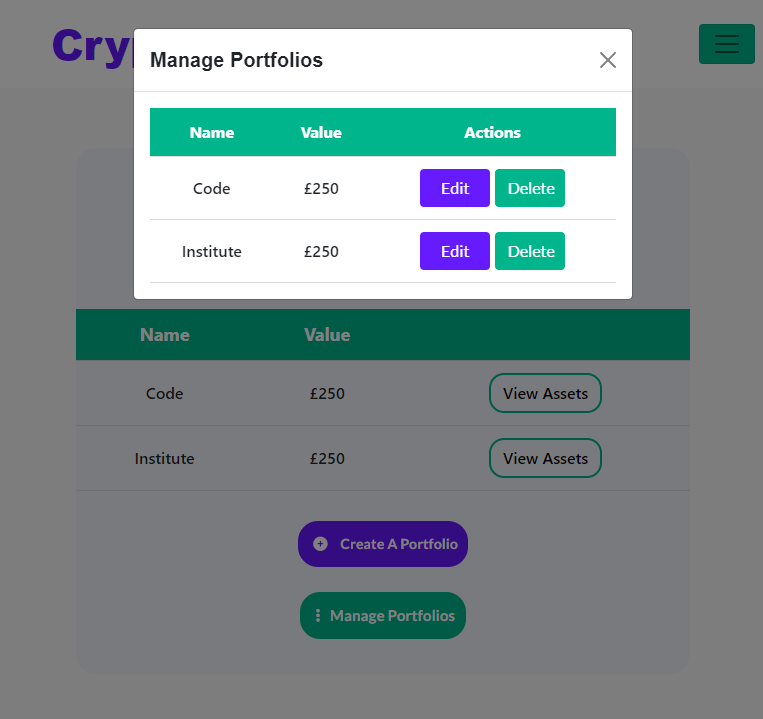 Manage Portfolios
Name Value Actions
Code £250 Edit Delete
Institute £250 Edit Delete
Name Value
Code £250 View Assets
Institute £250 View Assets
Create A Portfolio
Manage Portfolios